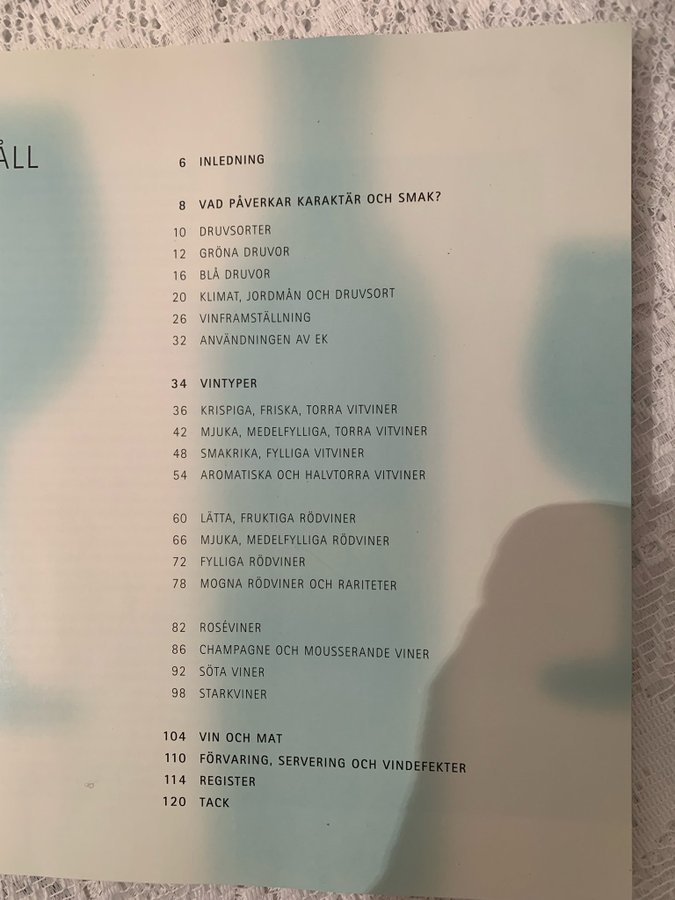 ÅLL
6 INLEDNING
8 VAD PÅVERKAR KARAKTÄR OCH SMAK?
10 DRUVSORTER
12 GRÖNA DRUVOR
16 BLÅ DRUVOR
20 KLIMAT, JORDMÅN OCH DRUVSORT
26 VINFRAMSTÄLLNING
32 ANVÄNDNINGEN AV EK
34 VINTYPER
36 KRISPIGA, FRISKA, TORRA VITVINER
42 MJUKA, MEDELFYLLIGA, TORRA VITVINER
48 SMAKRIKA, FYLLIGA VITVINER
54 AROMATISKA OCH HALVTORRA VITVINER
60 LÄTTA, FRUKTIGA RÖDVINER
66 MJUKA, MEDELFYLLIGA RÖDVINER
72 FYLLIGA RÖDVINER
78 MOGNA RÖDVINER OCH RARITETER
82 ROSÉVINER
86 CHAMPAGNE OCH MOUSSERANDE VINER
92 SÖTA VINER
98 STARKVINER
104 VIN OCH MAT
110 FÖRVARING, SERVERING OCH VINDEFEKTER
114 REGISTER
120 TACK